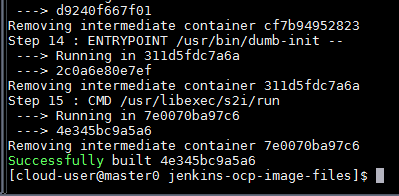 ---> d9240f667f01
Removing intermediate container cf7b94952823
Step 14 : ENTRYPOINT /usr/bin/dumb-init --
---> Running in 311d5fdc7a6a
---> 2c0a6e80e7ef
Removing intermediate container 311d5fdc7a6a
Step 15 : CMD /usr/libexec/s2i/run
---> Running in 7e0070ba97c6
---> 4e345bc9a5a6
Removing intermediate container 7e0070ba97c6
Successfully built 4e345bc9a5a6
[cloud-user@master0 jenkins-ocp-image-files]$